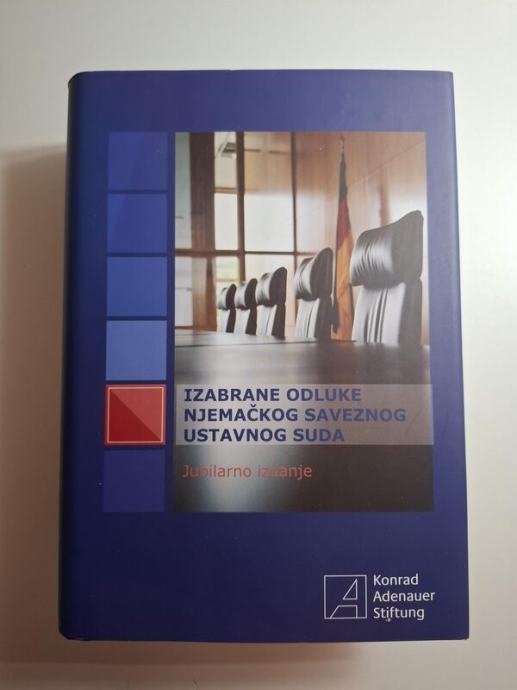 IZABRANE ODLUKE
NJEMAČKOG SAVEZNOG
USTAVNOG SUDA
Jubilarno izdanje
Konrad
Adenauer
Stiftung